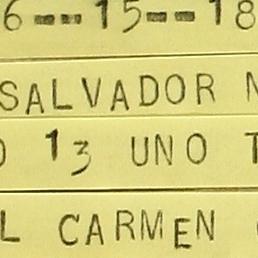 6---15---18
SALVADOR
13 UNO
CARMEN